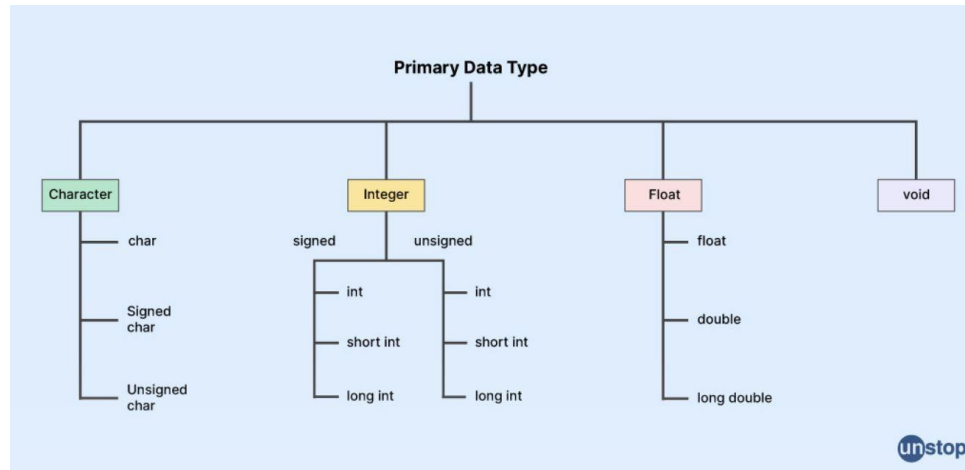 Primary Data Type
Character
Integer
Float
void
char
Signed
char
Unsigned
char
signed
unsigned
int
short int
long int
int
short int
long int
float
double
long double
unstop